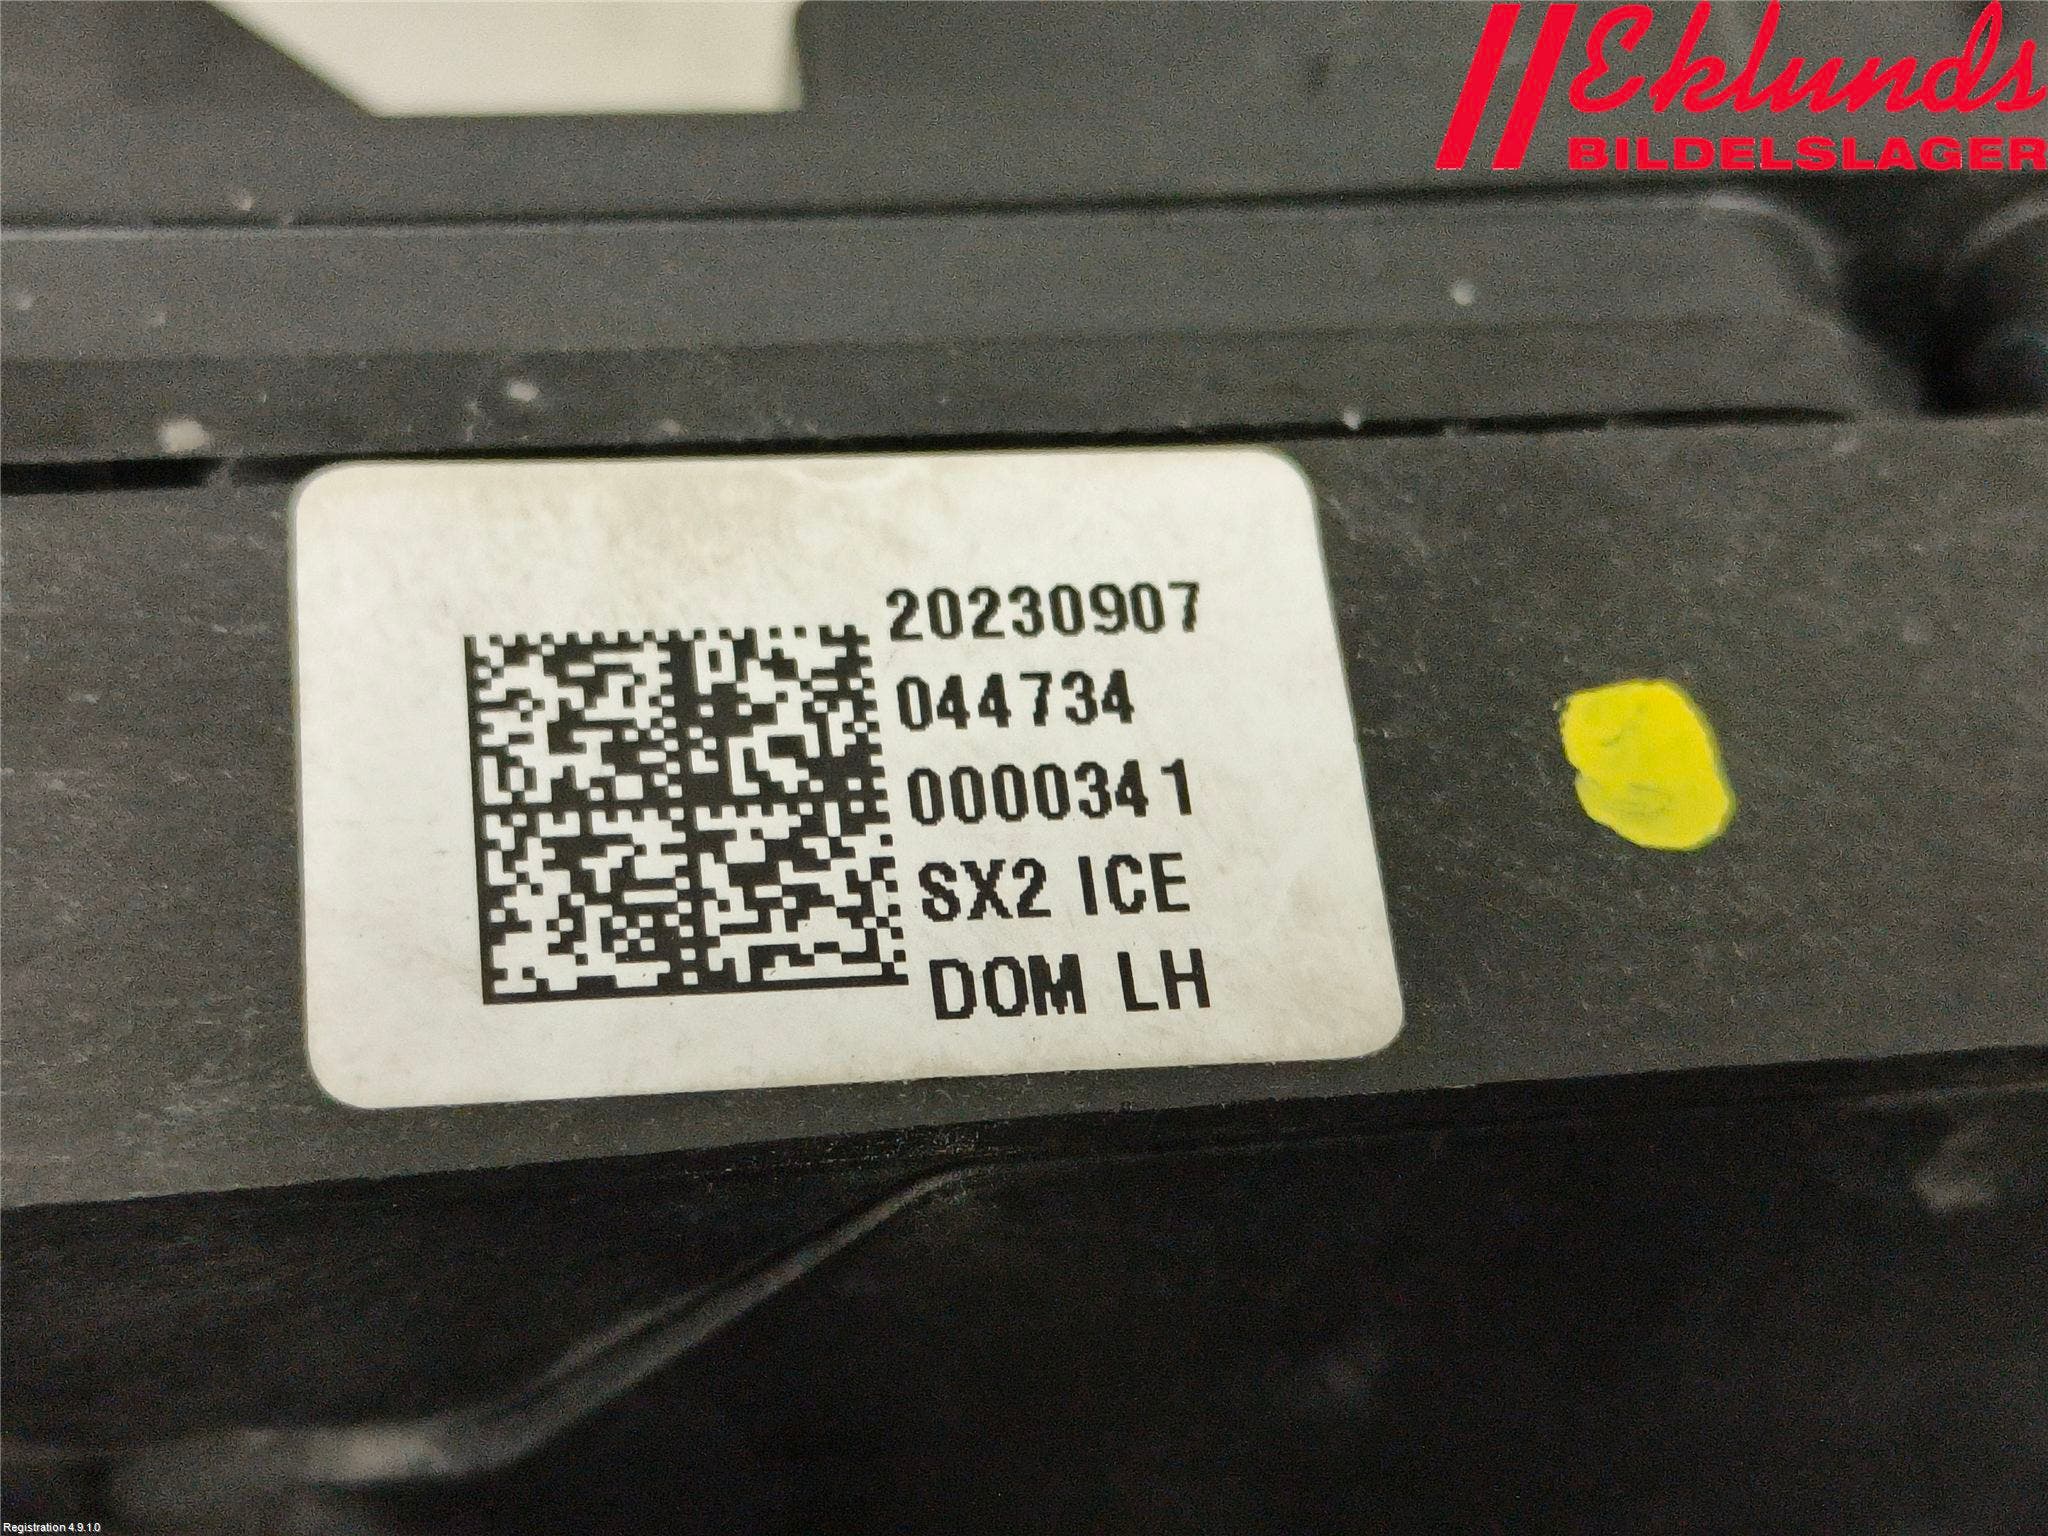 Eklunds
BILDELSLAGER
20230907
044734
0000341
SX2 ICE
DOM LH
Registration 4.9.1.0